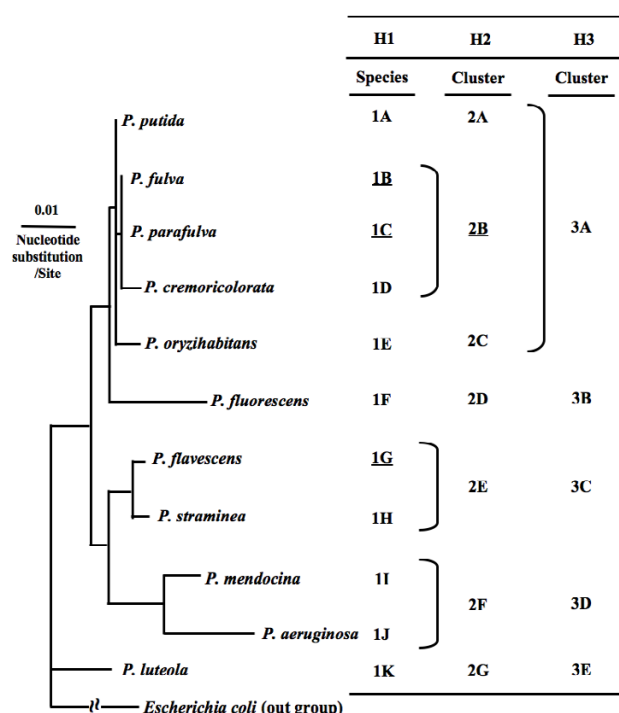 H1 H2 H3
Species Cluster Cluster
P. putida 1A 2A
P. fulva 1B
0.01
P. parafulva 1C 2B 3A
Nucleotide
substitution
/Site
P. cremoricolorata 1D
P. oryzihabitans 1E 2C
P. fluorescens 1F 2D 3B
P. flavescens 1G
2E 3C
P. straminea 1H
P. mendocina 1I
2F 3D
P. aeruginosa 1J
P. luteola 1K 2G 3E
Escherichia coli (out group)